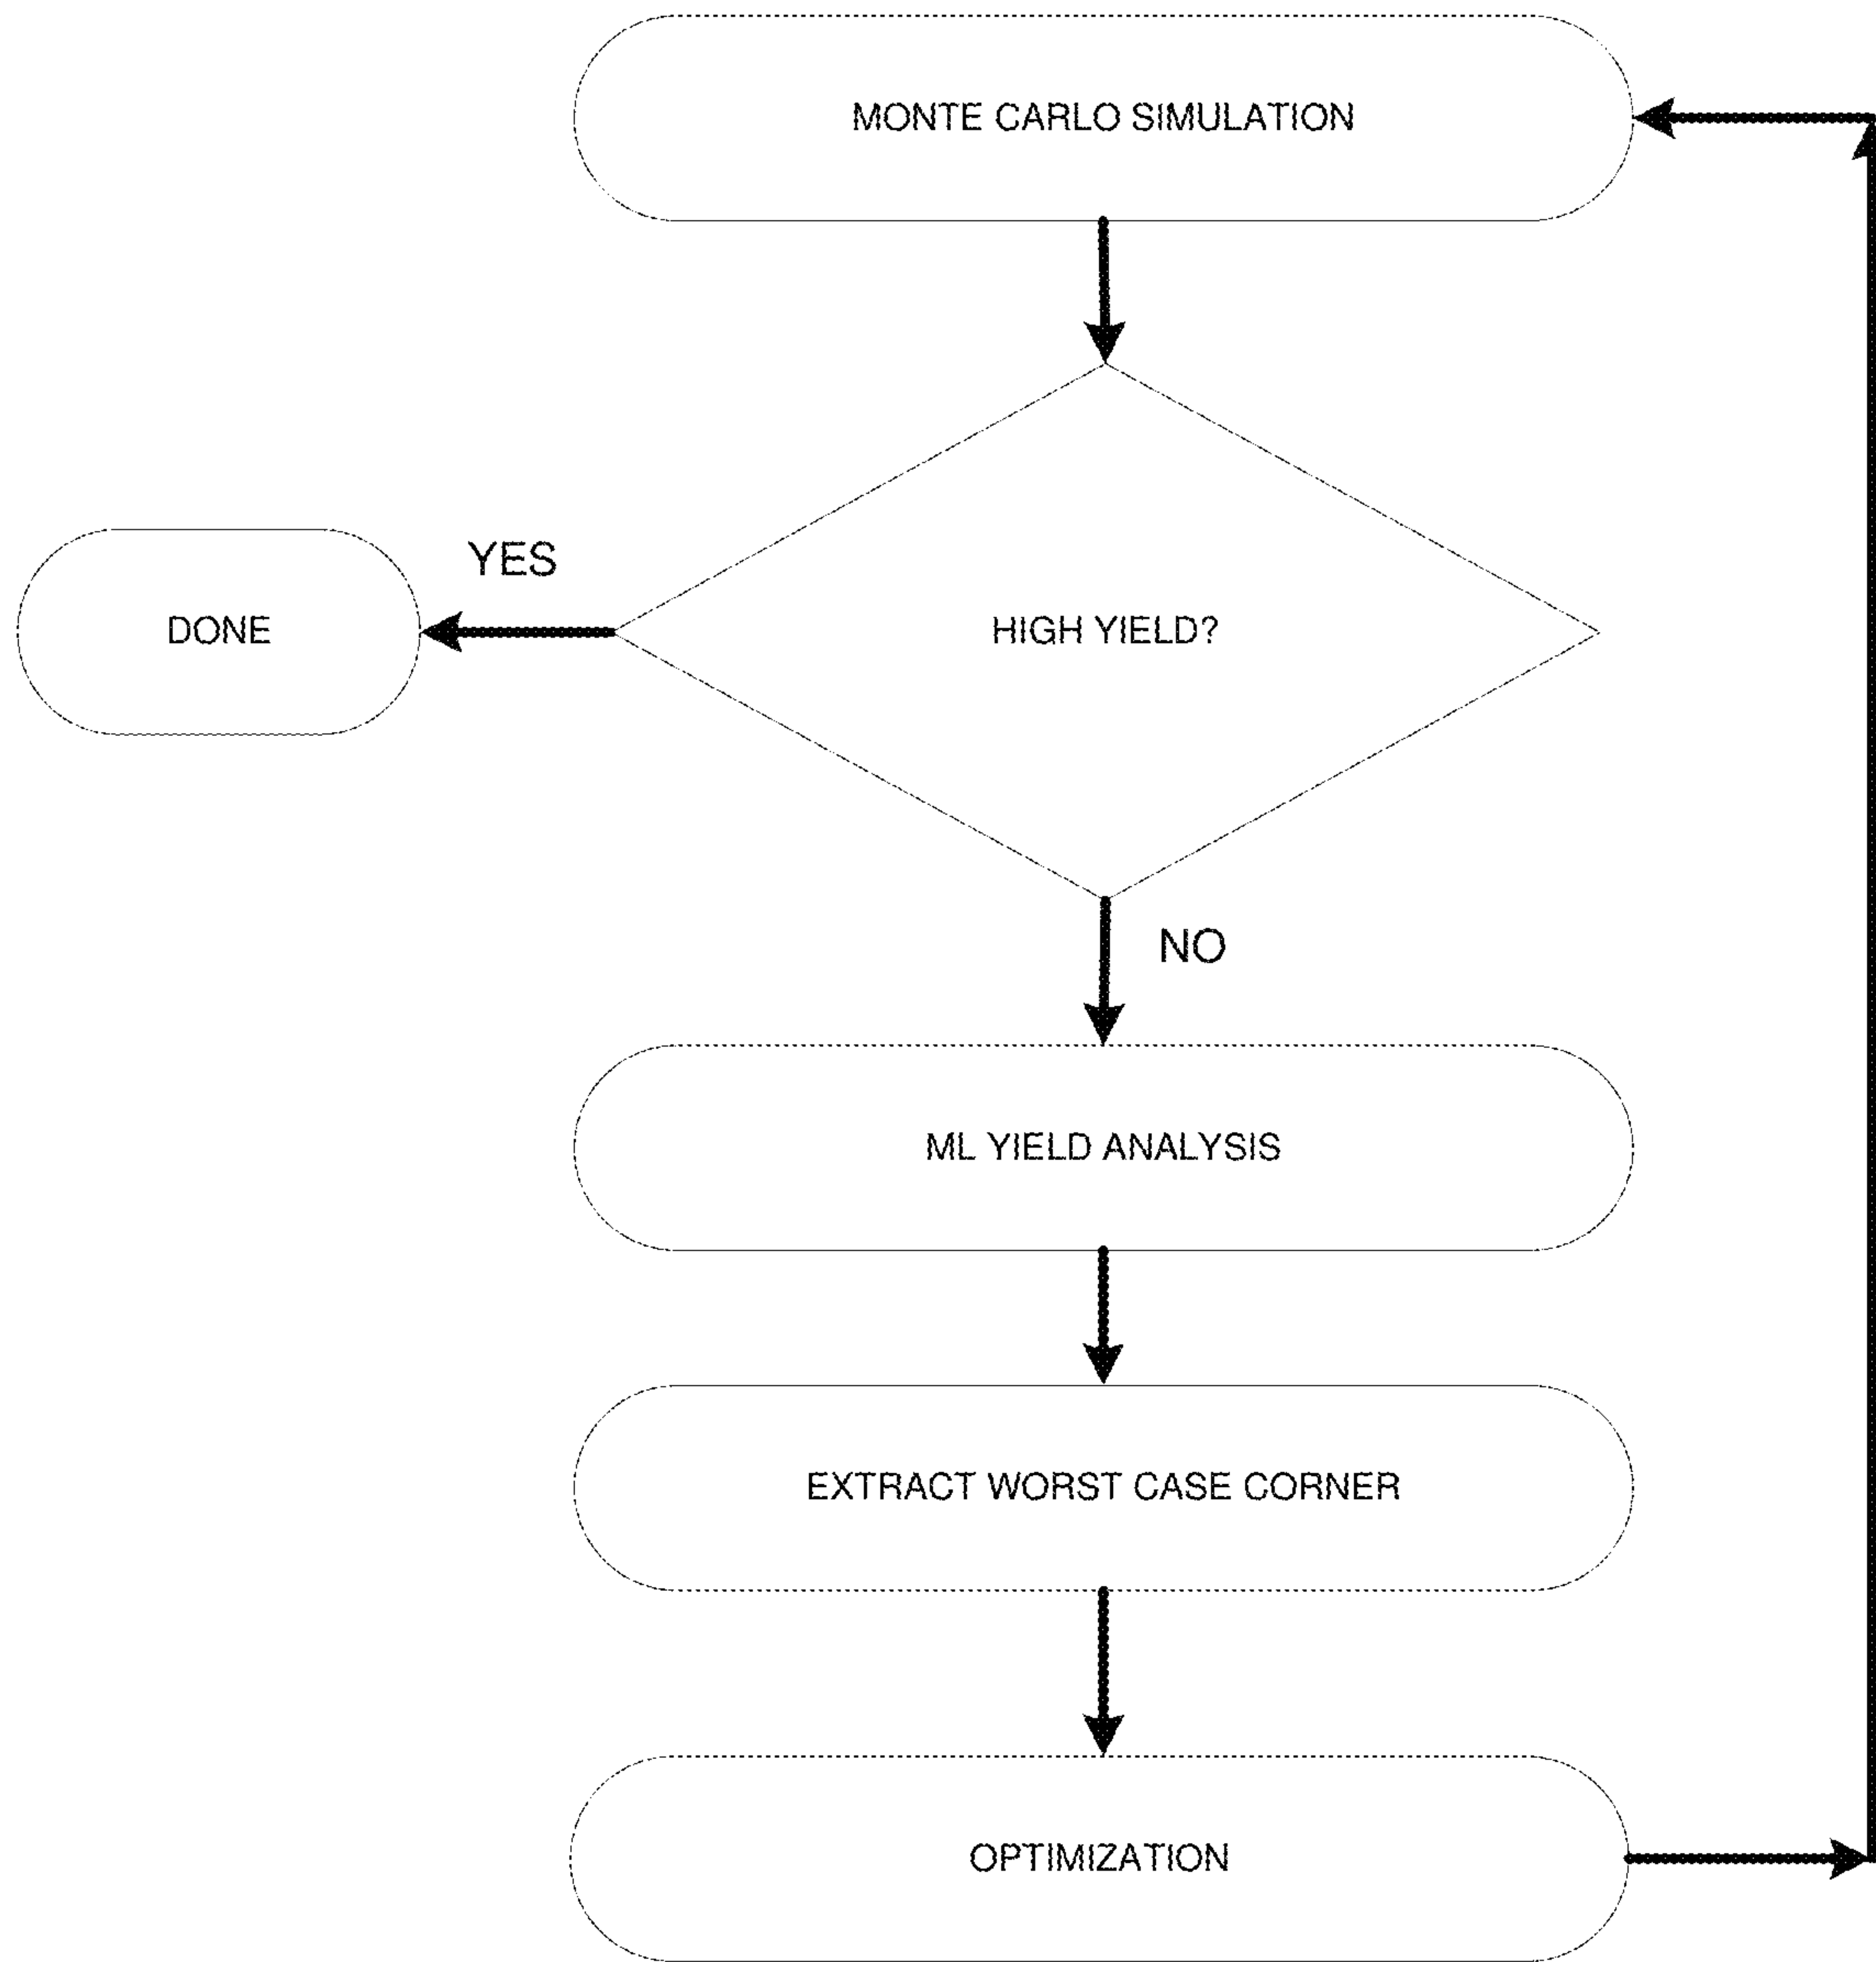 MONTE CARLO SIMULATION
YES
DONE
HIGH YIELD?
NO
ML YIELD ANALYSIS
EXTRACT WORST CASE CORNER
OPTIMIZATION